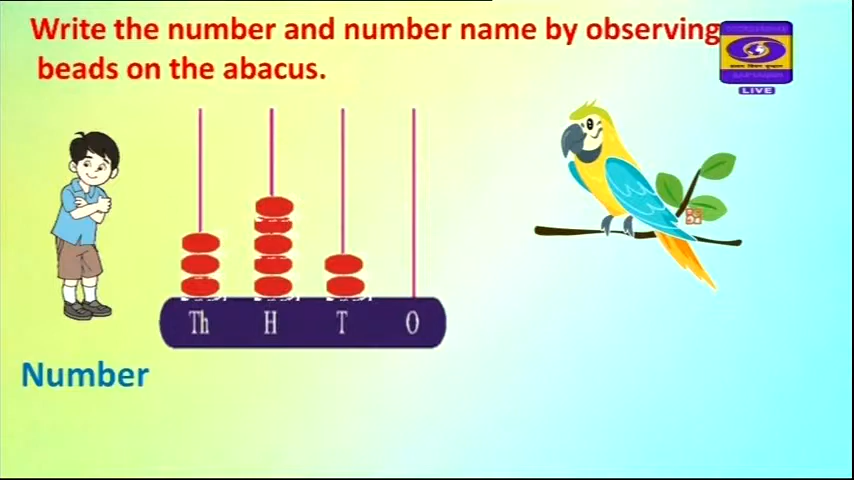 Write the number and number name by observing
beads on the abacus.
LIVE
Th H T O
Number